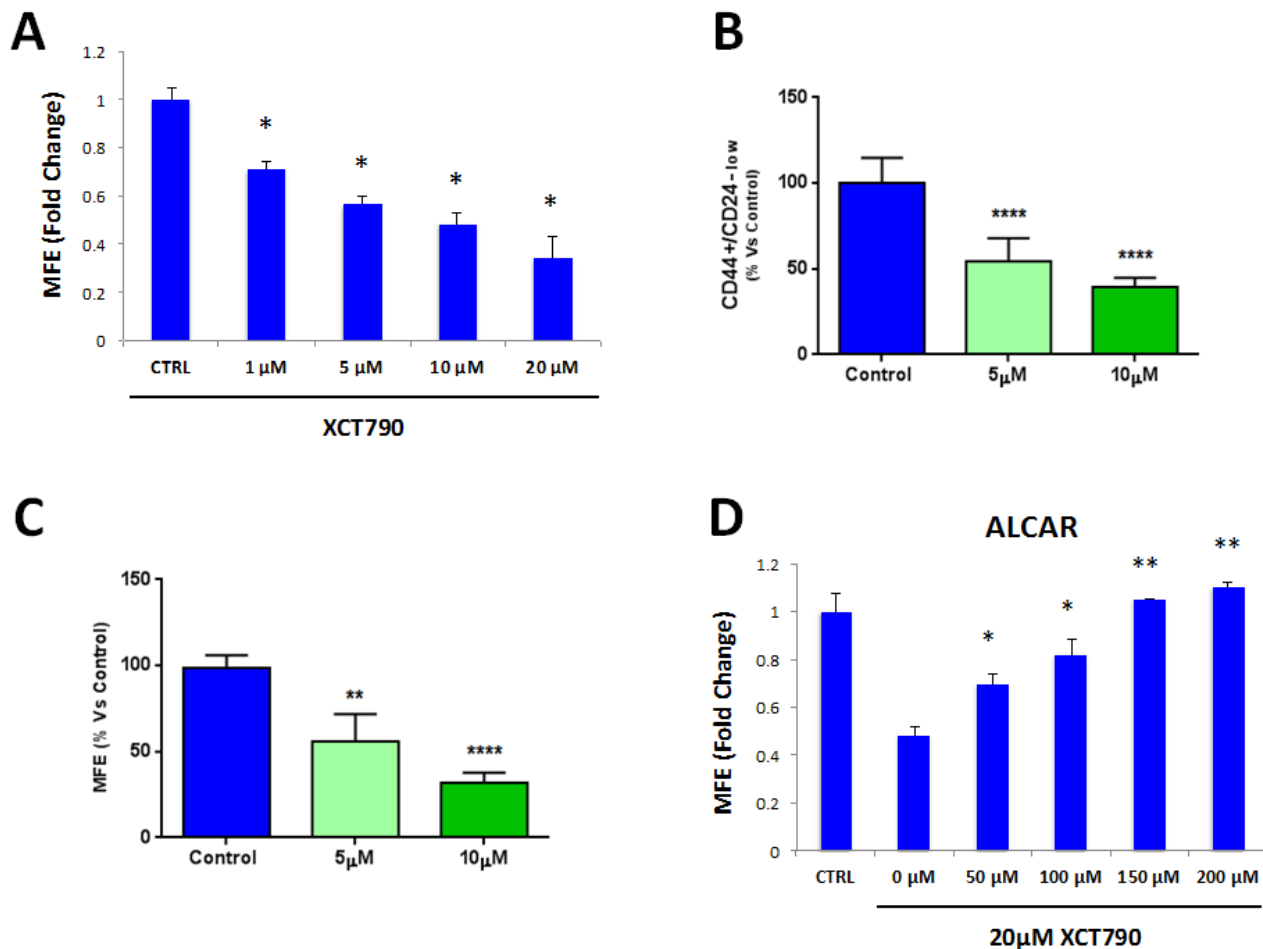 A
MFE (Fold Change)
1.2
1
0.8
0.6
0.4
0.2
0
*
*
*
*
CTRL 1 µM 5 µM 10 µM 20 µM
XCT790
B
CD44+/CD24- low
(% Vs Control)
150
100
50
0
****
****
Control 5µM 10µM
C
MFE (% Vs Control)
150
100
50
0
**
****
Control 5µM 10µM
D
ALCAR
MFE (Fold Change)
1.2
1
0.8
0.6
0.4
0.2
0
*
*
**
**
CTRL 0 µM 50 µM 100 µM 150 µM 200 µM
20µM XCT790